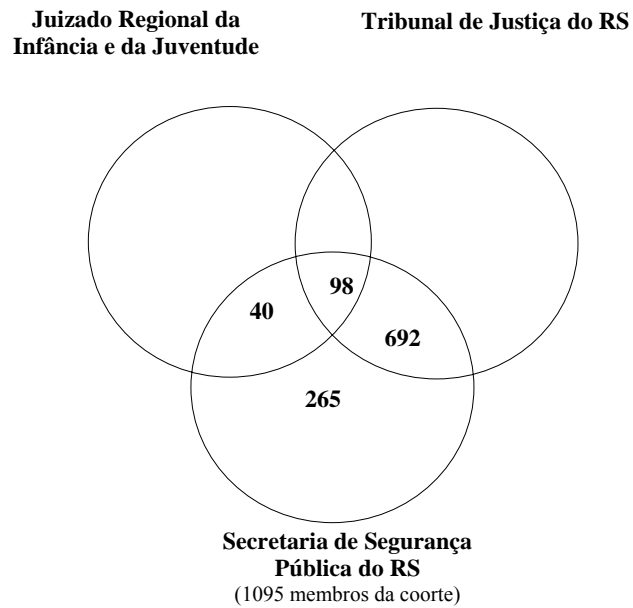 Juizado Regional da
Infância e da Juventude
Tribunal de Justiça do RS
98
40
692
265
Secretaria de Segurança
Pública do RS
(1095 membros da coorte)